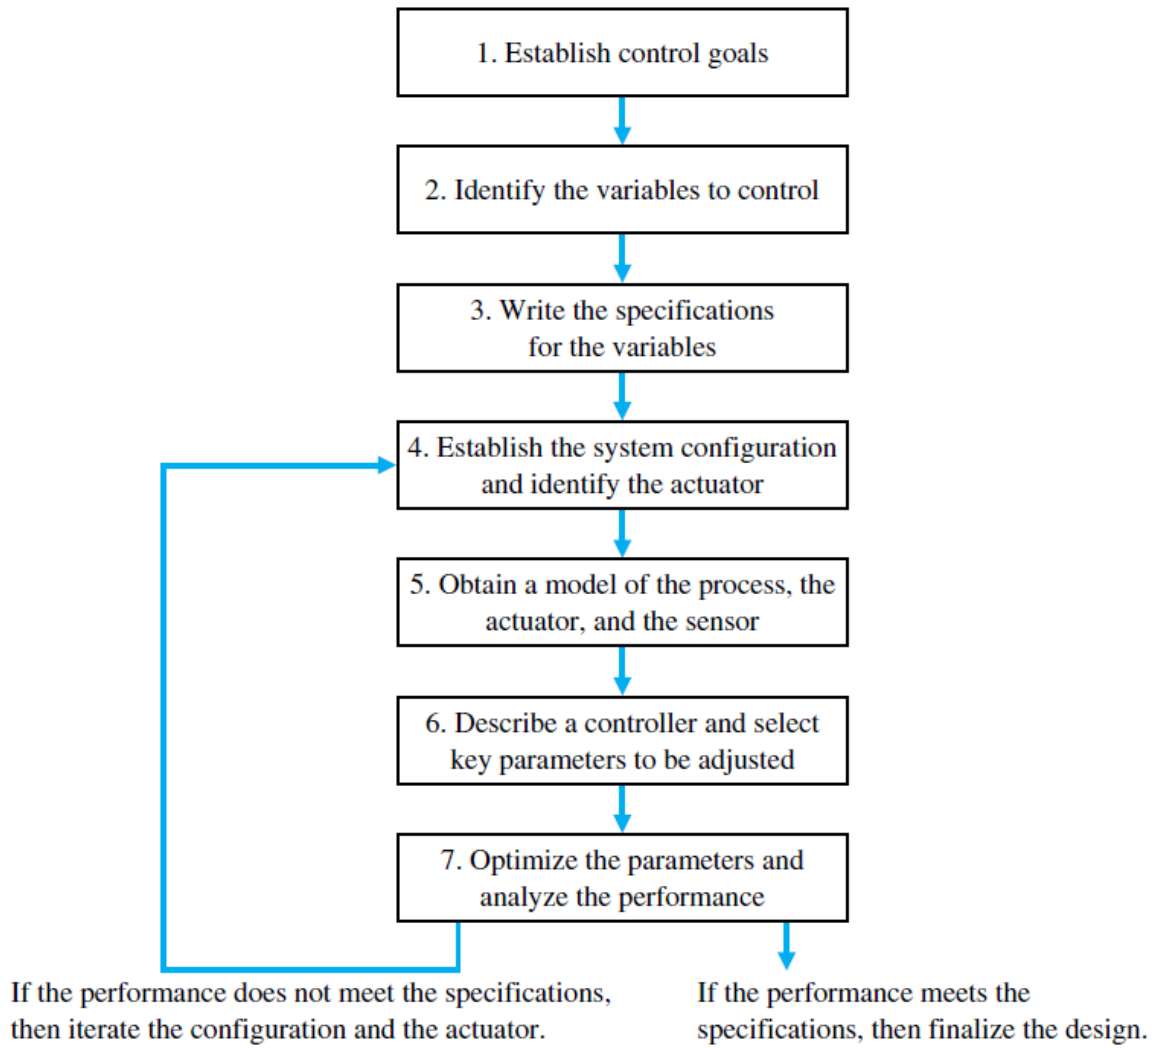 1. Establish control goals
2. Identify the variables to control
3. Write the specifications
for the variables
4. Establish the system configuration
and identify the actuator
5. Obtain a model of the process, the
actuator, and the sensor
6. Describe a controller and select
key parameters to be adjusted
7. Optimize the parameters and
analyze the performance
If the performance does not meet the specifications,
then iterate the configuration and the actuator.
If the performance meets the
specifications, then finalize the design.